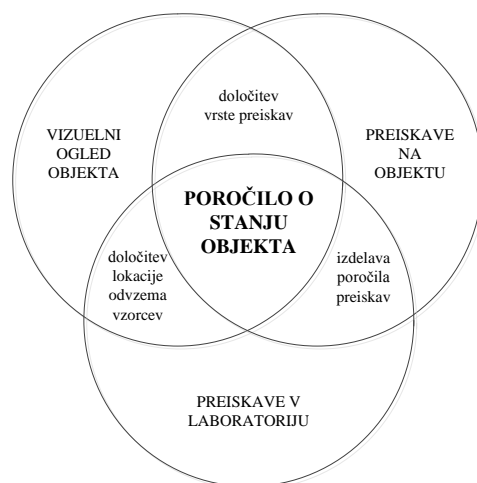 določitev
vrste preiskav
VIZUELNI
OGLED
OBJEKTA
PREISKAVE
NA
OBJEKTU
POROČILO O
STANJU
OBJEKTA
določitev
lokacije
odvzema
vzorcev
izdelava
poročila
preiskav
PREISKAVE V
LABORATORIJU